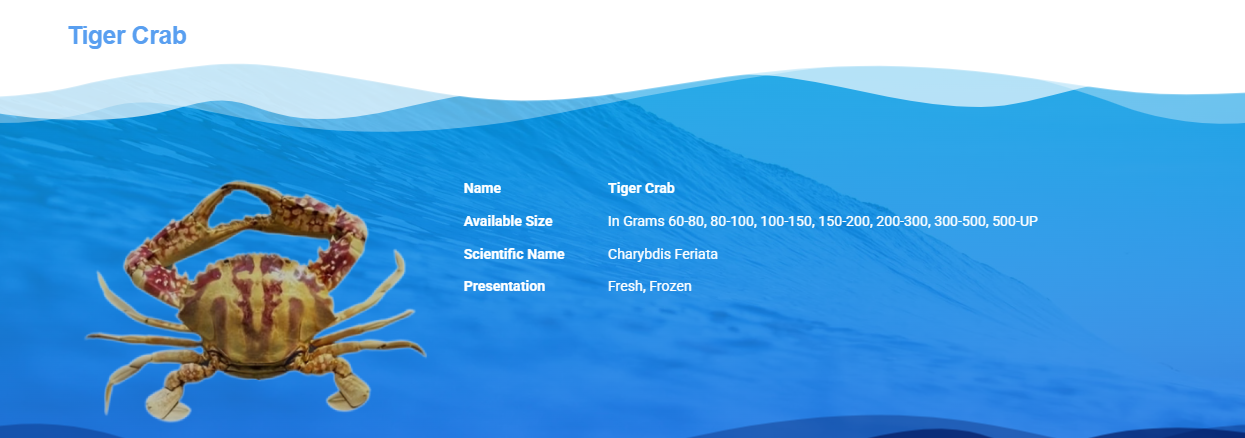 Tiger Crab
Name Tiger Crab
Available Size In Grams 60-80, 80-100, 100-150, 150-200, 200-300, 300-500, 500-UP
Scientific Name Charybdis Feriata
Presentation Fresh, Frozen